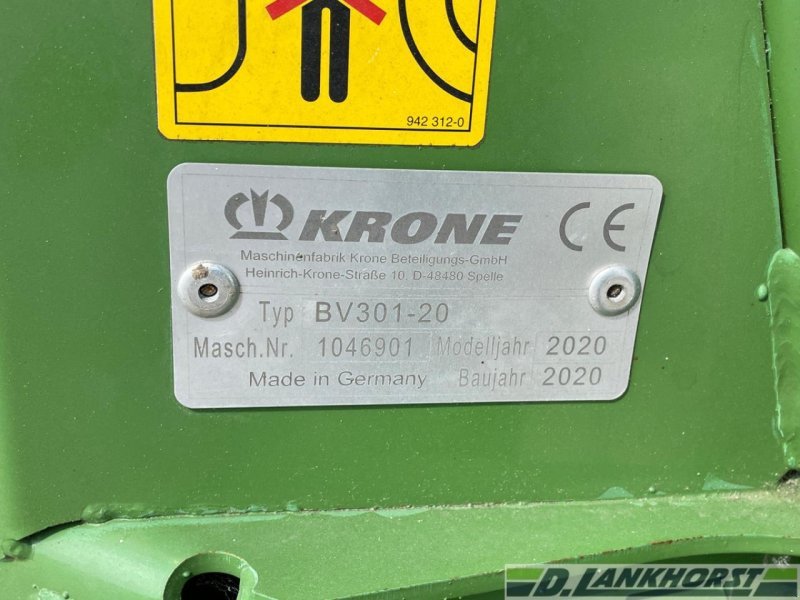 942 312-0
KRONE CE
Maschinenfabrik Krone Beteiligungs-GmbH
Heinrich-Krone-Straße 10, D-48480 Spelle
Typ BV301-20
Masch.Nr. 1046901 Modelljahr 2020
Made in Germany Baujahr 2020
D. LANKHORST